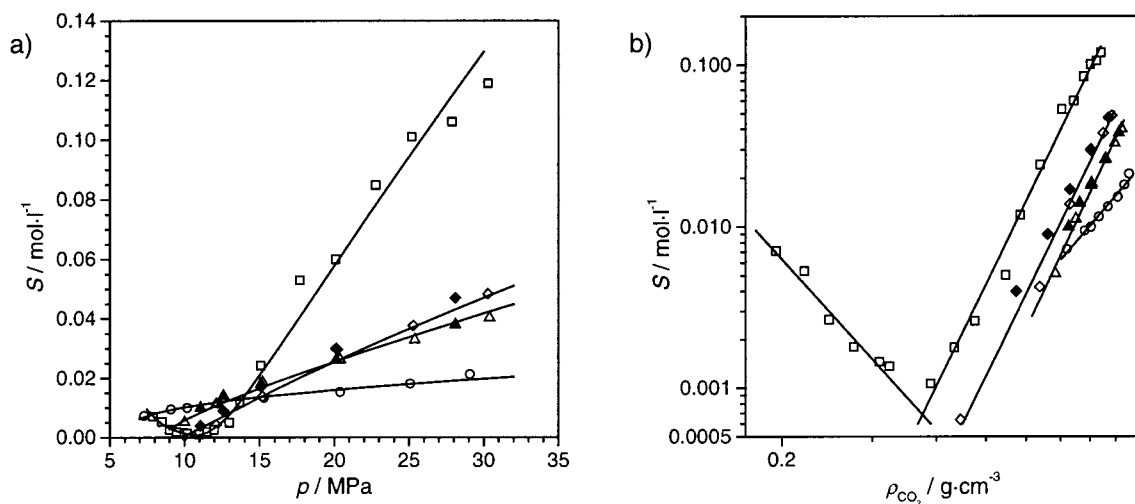 a)
S / mol·l⁻¹
0.14
0.12
0.10
0.08
0.06
0.04
0.02
0.00
5 10 15 20 25 30 35
p / MPa
b)
S / mol·l⁻¹
0.100
0.010
0.001
0.0005
0.2
ρCO₂ / g·cm⁻³